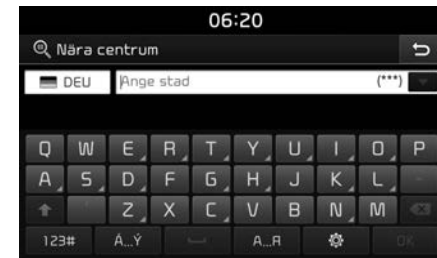 06:20
Nära centrum
DEU Ange stad (***)
Q W E R T Y U I O P
A S D F G H J K L -
' Z X C V B N M
123# Á...Ý A...Я OK